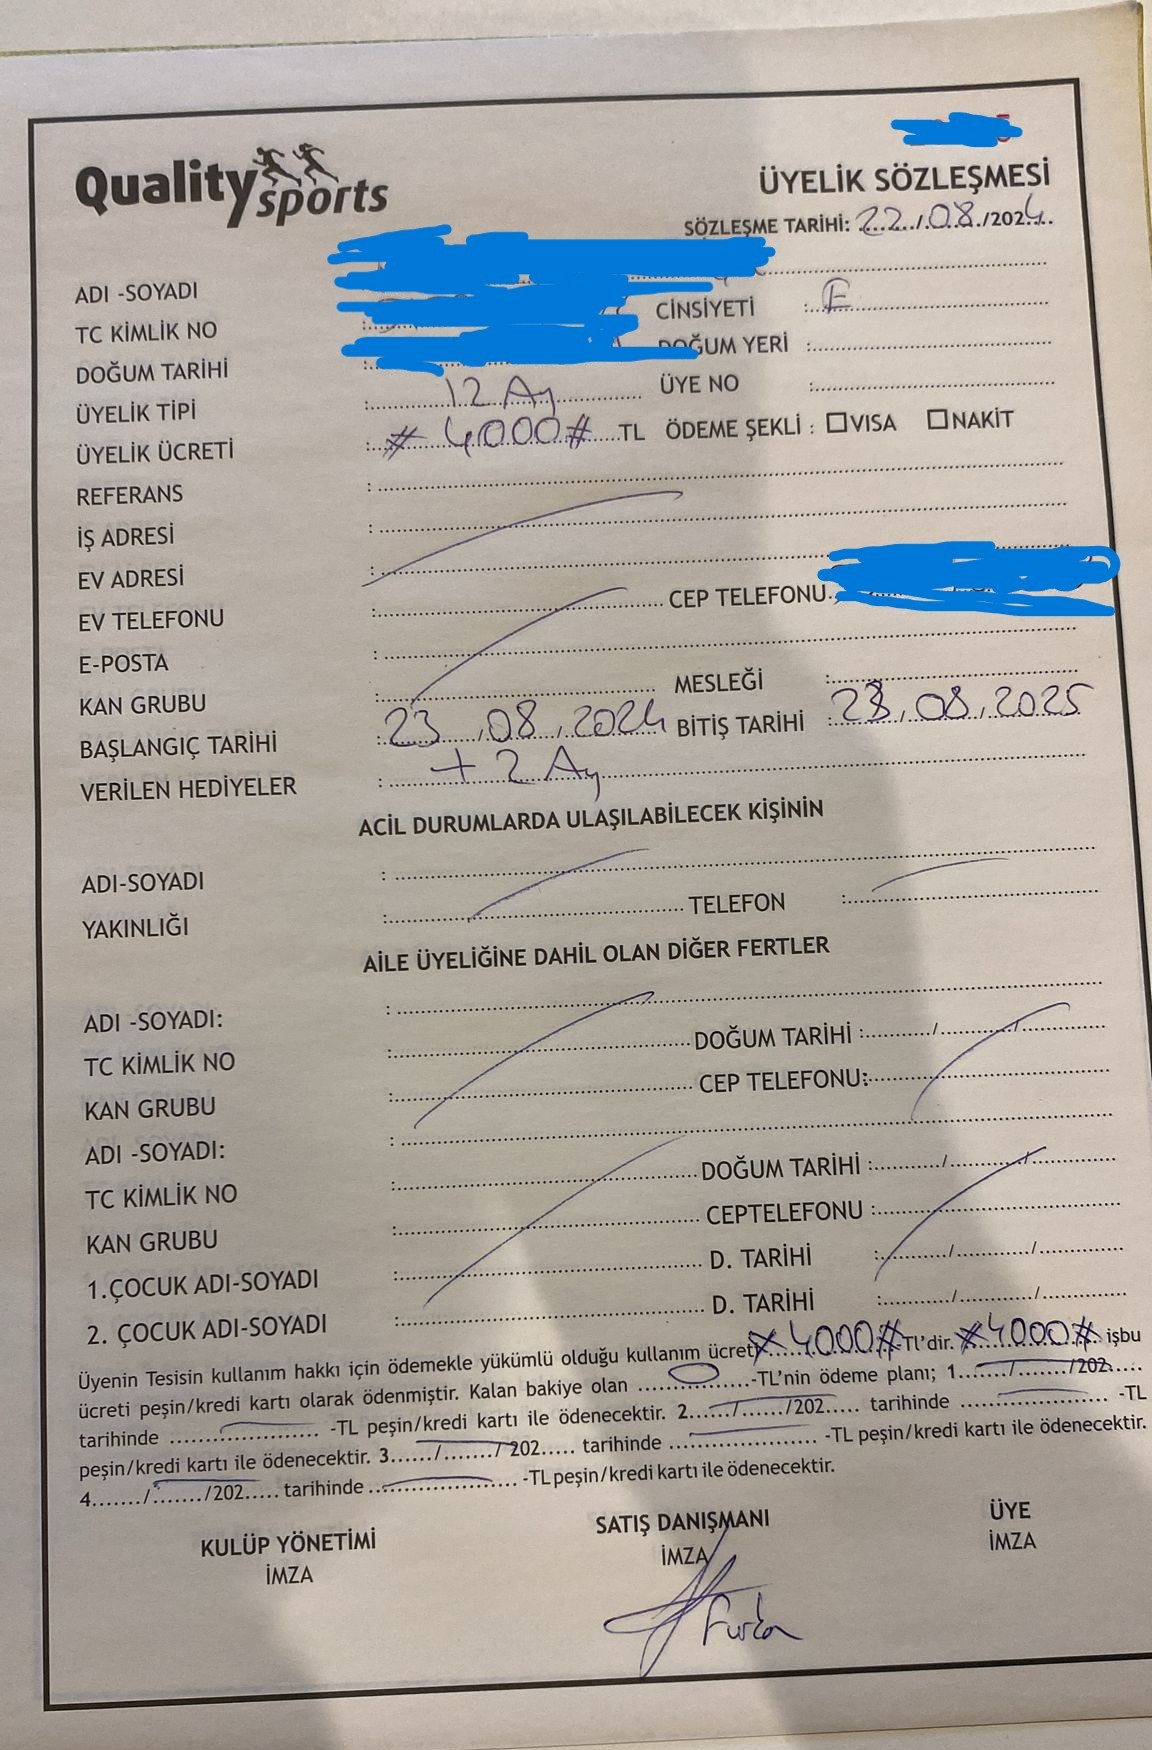 Quality sports
ÜYELİK SÖZLEŞMESİ
SÖZLEŞME TARİHİ: 22./.08./2024..
ADI -SOYADI
TC KİMLİK NO CİNSİYETİ : E
DOĞUM TARİHİ DOĞUM YERİ :
ÜYELİK TİPİ : 12 Ay ÜYE NO :
ÜYELİK ÜCRETİ : # 4000 # TL ÖDEME ŞEKLİ : □VISA □NAKİT
REFERANS :
İŞ ADRESİ :
EV ADRESİ :
EV TELEFONU : CEP TELEFONU
E-POSTA :
KAN GRUBU : MESLEĞİ :
BAŞLANGIÇ TARİHİ : 23.08.2024 BİTİŞ TARİHİ : 23.08.2025
VERİLEN HEDİYELER : + 2 Ay
ACİL DURUMLARDA ULAŞILABİLECEK KİŞİNİN
ADI-SOYADI :
YAKINLIĞI : TELEFON :
AİLE ÜYELİĞİNE DAHİL OLAN DİĞER FERTLER
ADI -SOYADI: :
TC KİMLİK NO : DOĞUM TARİHİ :......../............/............
KAN GRUBU : CEP TELEFONU:
ADI -SOYADI: :
TC KİMLİK NO : DOĞUM TARİHİ :........../............/............
KAN GRUBU : CEPTELEFONU :
1.ÇOCUK ADI-SOYADI : D. TARİHİ :........../............/............
2. ÇOCUK ADI-SOYADI : D. TARİHİ :........../............/............
Üyenin Tesisin kullanım hakkı için ödemekle yükümlü olduğu kullanım ücret # 4000 # Tl'dir. # 4000 # işbu
ücreti peşin/kredi kartı olarak ödenmiştir. Kalan bakiye olan ................-TL'nin ödeme planı; 1......./......../202.....
tarihinde ...................... -TL peşin/kredi kartı ile ödenecektir. 2....../......./202..... tarihinde ................... -TL
peşin/kredi kartı ile ödenecektir. 3....../......../202..... tarihinde ...................... -TL peşin/kredi kartı ile ödenecektir.
4......./......../202..... tarihinde ...................... -TL peşin/kredi kartı ile ödenecektir.
KULÜP YÖNETİMİ SATIŞ DANIŞMANI ÜYE
İMZA İMZA İMZA